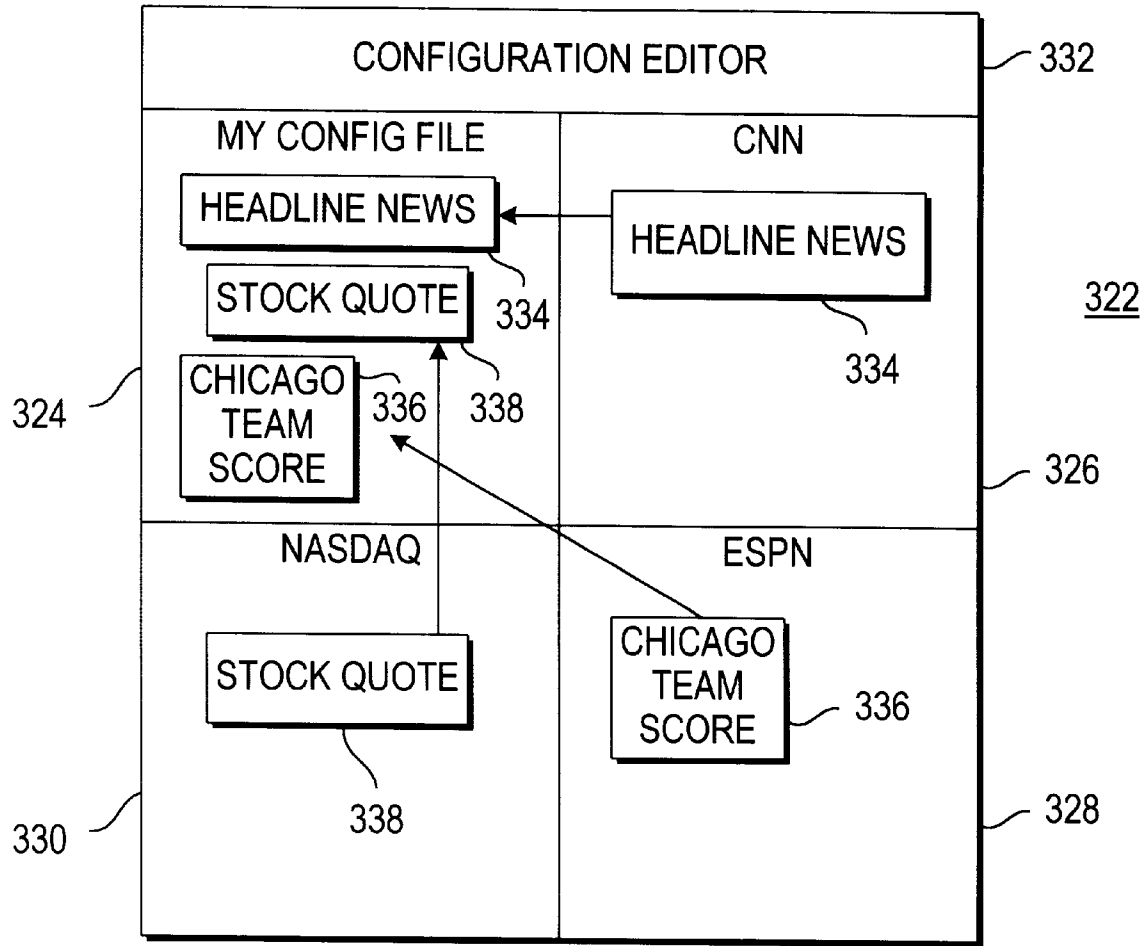 CONFIGURATION EDITOR
332
MY CONFIG FILE
CNN
HEADLINE NEWS
HEADLINE NEWS
STOCK QUOTE
334
322
334
CHICAGO
TEAM
SCORE
336
338
324
326
NASDAQ
ESPN
STOCK QUOTE
CHICAGO
TEAM
SCORE
336
338
330
328